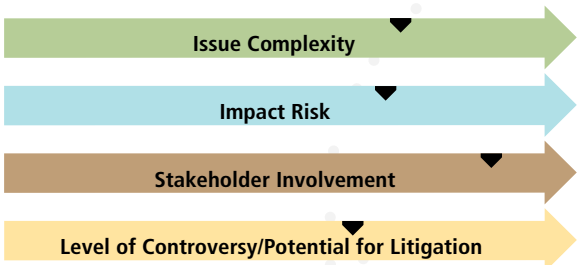 Issue Complexity
Impact Risk
Stakeholder Involvement
Level of Controversy/Potential for Litigation